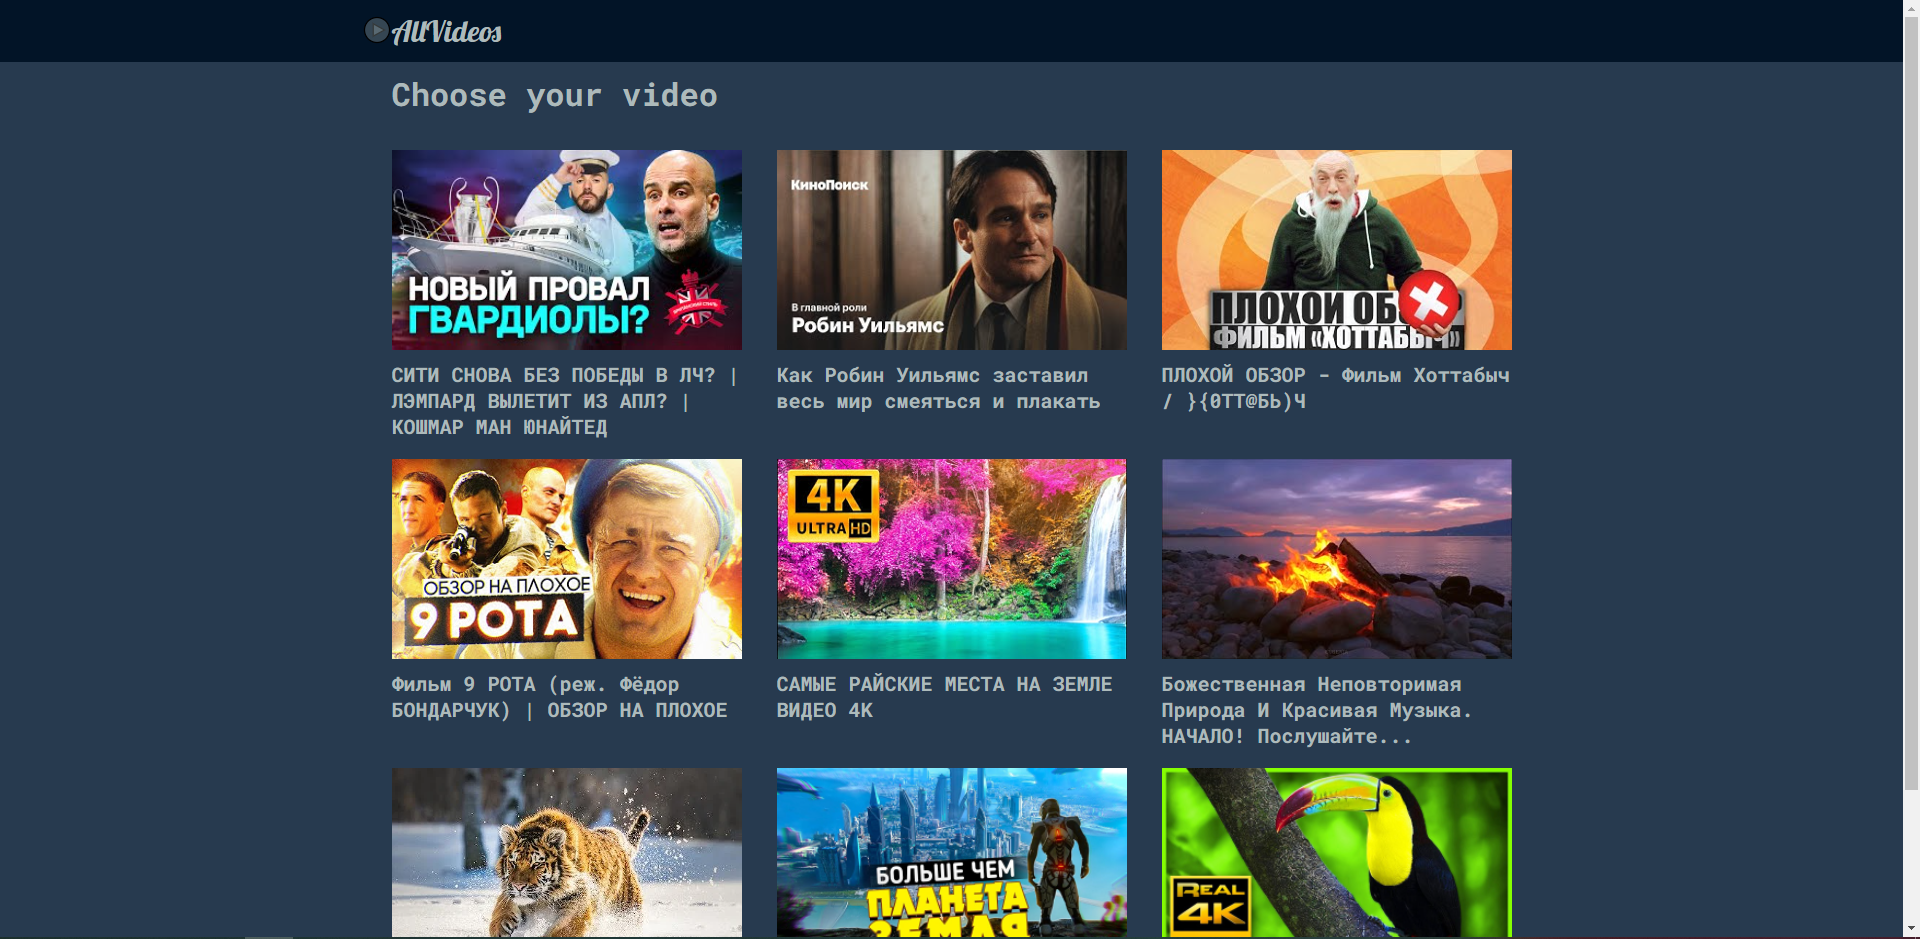 AllVideos
Choose your video
НОВЫЙ ПРОВАЛ
ГВАРДИОЛЫ?
КиноПоиск
В главной роли
Робин Уильямс
ПЛОХОЙ ОБ
ФИЛЬМ «ХОТТАБЫЧ»
СИТИ СНОВА БЕЗ ПОБЕДЫ В ЛЧ? |
ЛЭМПАРД ВЫЛЕТИТ ИЗ АПЛ? |
КОШМАР МАН ЮНАЙТЕД
Как Робин Уильямс заставил
весь мир смеяться и плакать
ПЛОХОЙ ОБЗОР - Фильм Хоттабыч
/ }{0ТТ@БЬ)Ч
ОБЗОР НА ПЛОХОЕ
9 РОТА
4K
ULTRA HD
Фильм 9 РОТА (реж. Фёдор
БОНДАРЧУК) | ОБЗОР НА ПЛОХОЕ
САМЫЕ РАЙСКИЕ МЕСТА НА ЗЕМЛЕ
ВИДЕО 4K
Божественная Неповторимая
Природа И Красивая Музыка.
НАЧАЛО! Послушайте...
БОЛЬШЕ ЧЕМ
ПЛАНЕТА
ЗЕМЛЯ
REAL
4K